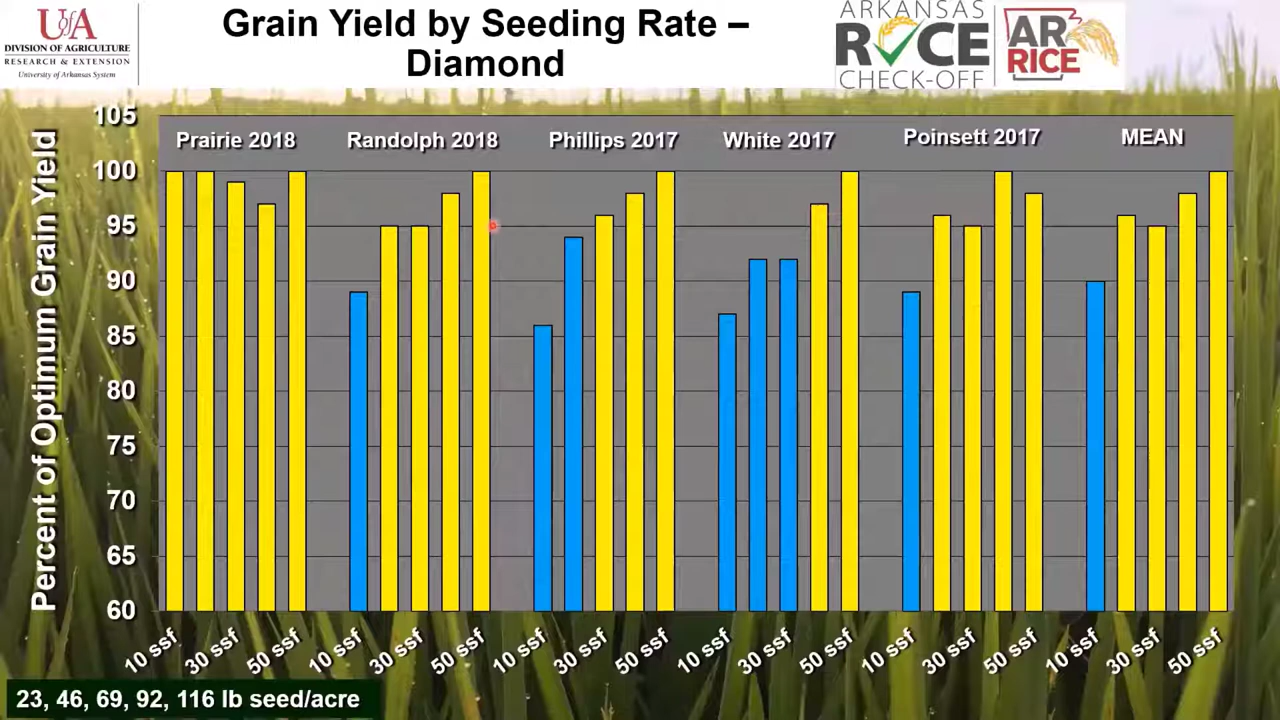 UofA
DIVISION OF AGRICULTURE
RESEARCH & EXTENSION
University of Arkansas System
Grain Yield by Seeding Rate –
Diamond
ARKANSAS
RICE
CHECK-OFF
AR
RICE
Percent of Optimum Grain Yield
105
100
95
90
85
80
75
70
65
60
Prairie 2018 Randolph 2018 Phillips 2017 White 2017 Poinsett 2017 MEAN
10 ssf 30 ssf 50 ssf 10 ssf 30 ssf 50 ssf 10 ssf 30 ssf 50 ssf 10 ssf 30 ssf 50 ssf 10 ssf 30 ssf 50 ssf 10 ssf 30 ssf 50 ssf
23, 46, 69, 92, 116 lb seed/acre